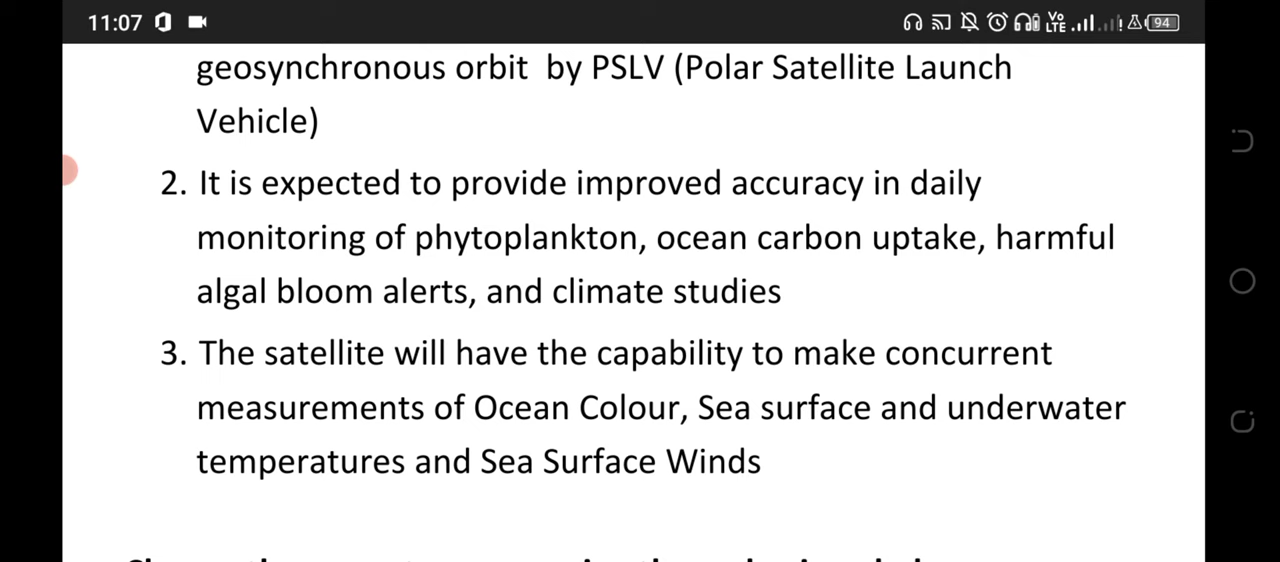 11:07
Vo
LTE
94
geosynchronous orbit by PSLV (Polar Satellite Launch
Vehicle)
2. It is expected to provide improved accuracy in daily
monitoring of phytoplankton, ocean carbon uptake, harmful
algal bloom alerts, and climate studies
3. The satellite will have the capability to make concurrent
measurements of Ocean Colour, Sea surface and underwater
temperatures and Sea Surface Winds